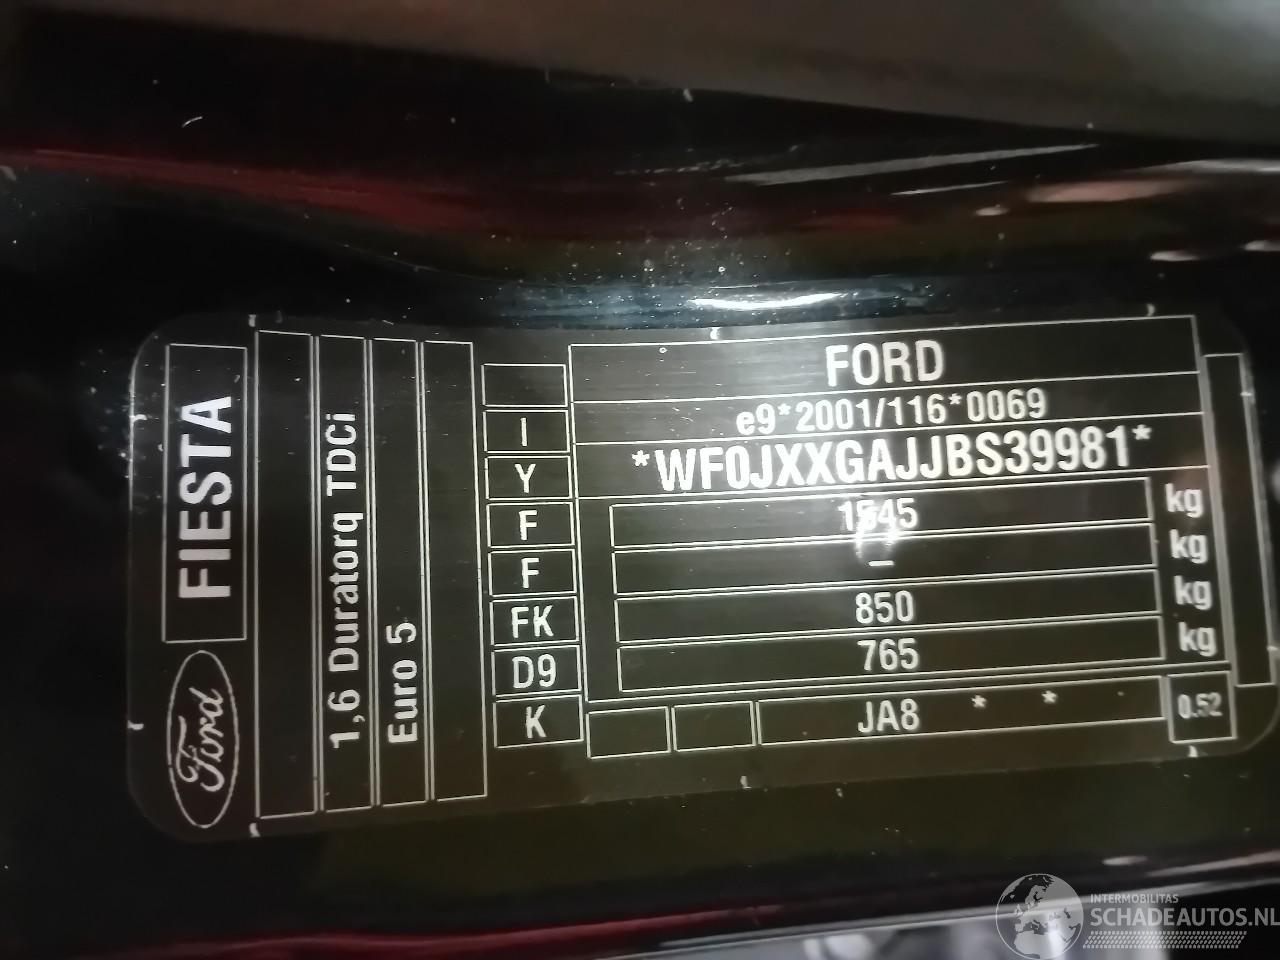 FIESTA
Ford
1,6 Duratorq TDCi
Euro 5
FORD
I e9*2001/116*0069
Y *WF0JXXGAJJBS39981*
F 1545 kg
F – kg
FK 850 kg
D9 765 kg
K JA8 * * 0.52
INTERMOBILITAS
SCHADEAUTOS.NL